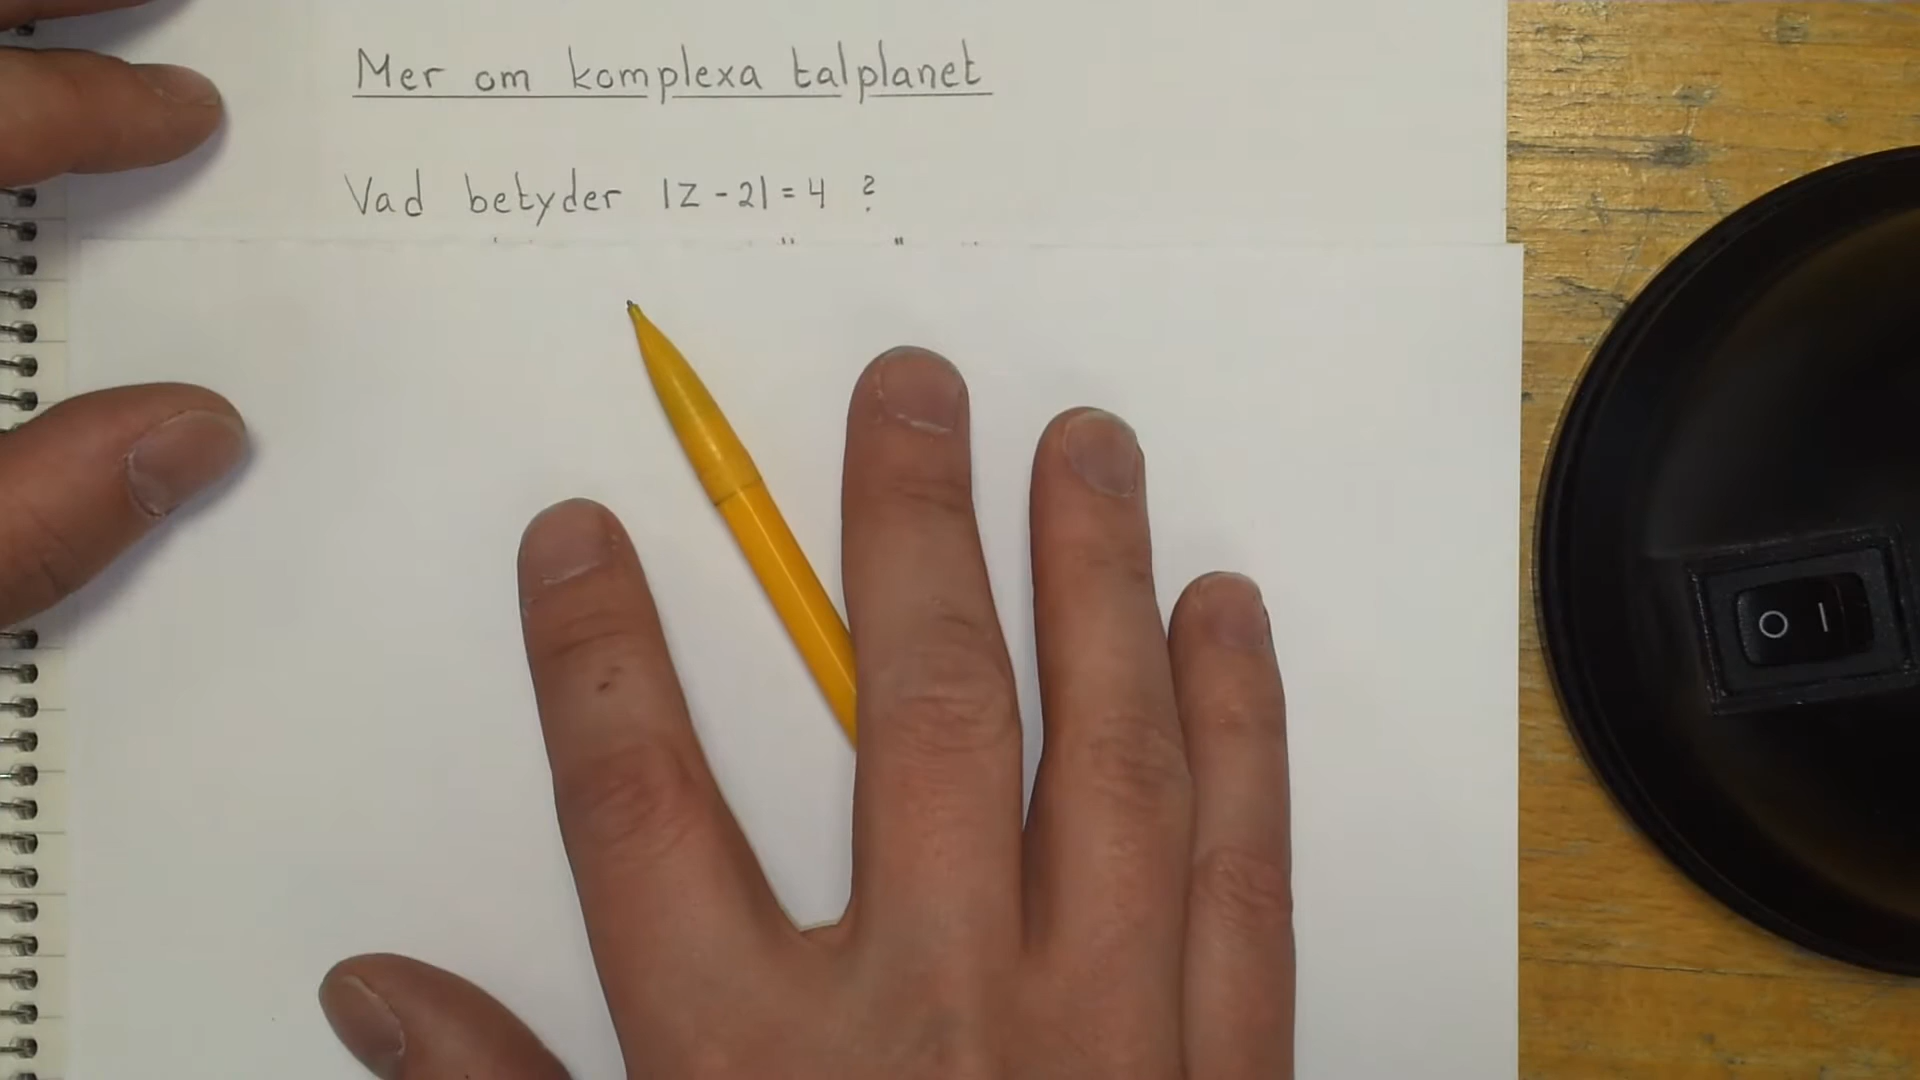 Mer om komplexa talplanet
Vad betyder |z-2|=4 ?
O I